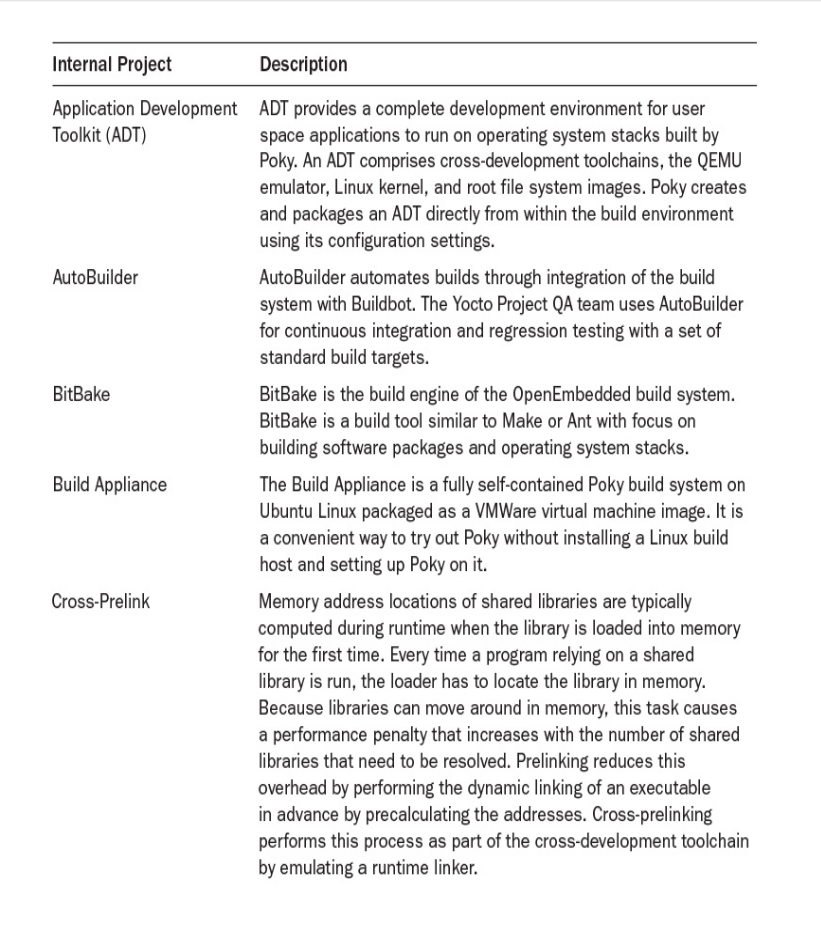 Internal Project Description
Application Development Toolkit (ADT)
ADT provides a complete development environment for user
space applications to run on operating system stacks built by
Poky. An ADT comprises cross-development toolchains, the QEMU
emulator, Linux kernel, and root file system images. Poky creates
and packages an ADT directly from within the build environment
using its configuration settings.
AutoBuilder
AutoBuilder automates builds through integration of the build
system with Buildbot. The Yocto Project QA team uses AutoBuilder
for continuous integration and regression testing with a set of
standard build targets.
BitBake
BitBake is the build engine of the OpenEmbedded build system.
BitBake is a build tool similar to Make or Ant with focus on
building software packages and operating system stacks.
Build Appliance
The Build Appliance is a fully self-contained Poky build system on
Ubuntu Linux packaged as a VMWare virtual machine image. It is
a convenient way to try out Poky without installing a Linux build
host and setting up Poky on it.
Cross-Prelink
Memory address locations of shared libraries are typically
computed during runtime when the library is loaded into memory
for the first time. Every time a program relying on a shared
library is run, the loader has to locate the library in memory.
Because libraries can move around in memory, this task causes
a performance penalty that increases with the number of shared
libraries that need to be resolved. Prelinking reduces this
overhead by performing the dynamic linking of an executable
in advance by precalculating the addresses. Cross-prelinking
performs this process as part of the cross-development toolchain
by emulating a runtime linker.